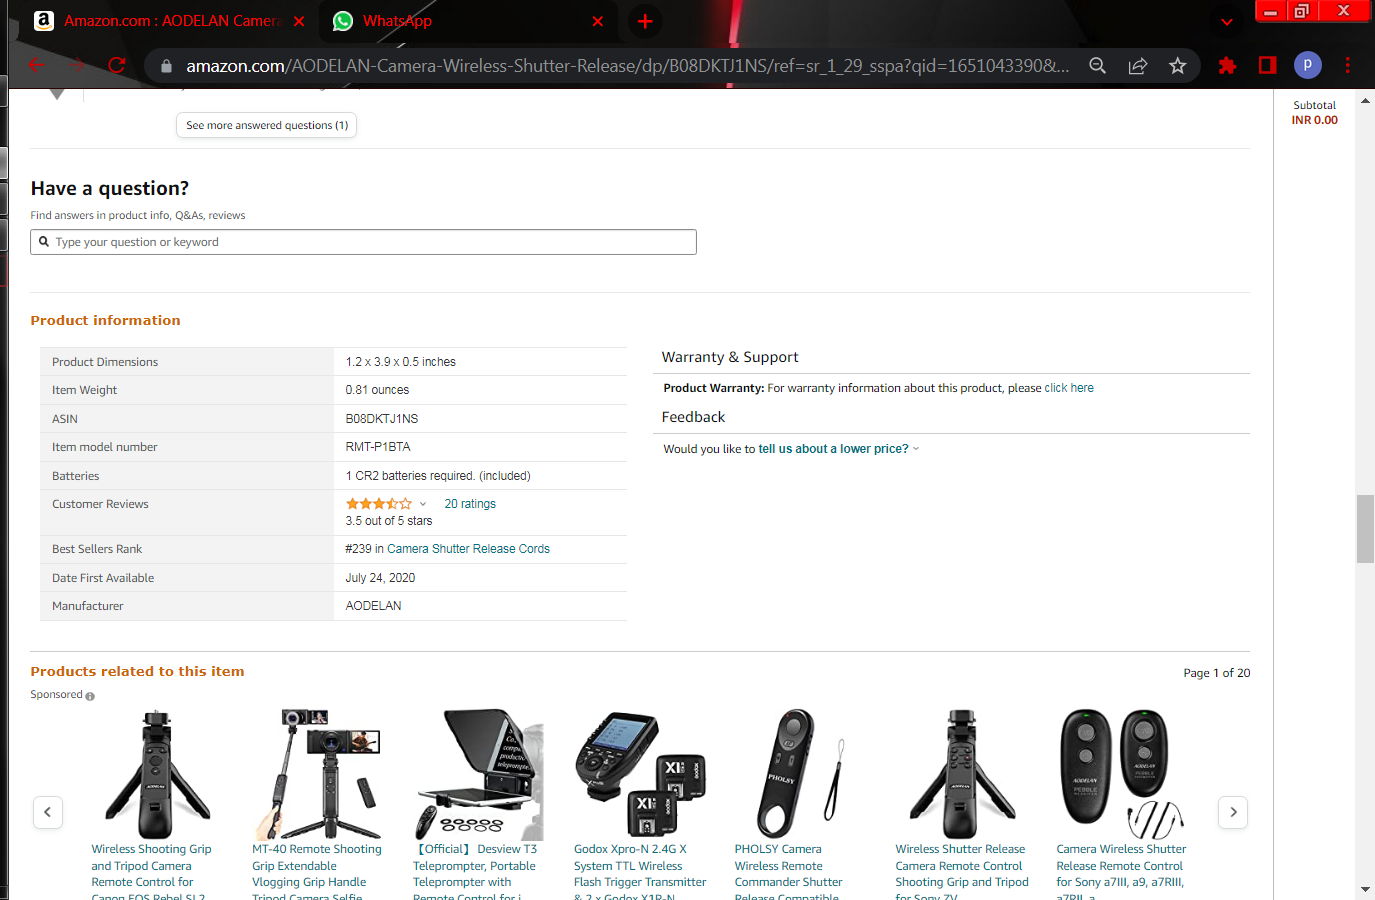 Amazon.com : AODELAN Camera
WhatsApp
amazon.com/AODELAN-Camera-Wireless-Shutter-Release/dp/B08DKTJ1NS/ref=sr_1_29_sspa?qid=1651043390&...
P
Subtotal
INR 0.00
See more answered questions (1)
Have a question?
Find answers in product info, Q&As, reviews
Type your question or keyword
Product information
Product Dimensions 1.2 x 3.9 x 0.5 inches
Item Weight 0.81 ounces
ASIN B08DKTJ1NS
Item model number RMT-P1BTA
Batteries 1 CR2 batteries required. (included)
Customer Reviews 20 ratings
3.5 out of 5 stars
Best Sellers Rank #239 in Camera Shutter Release Cords
Date First Available July 24, 2020
Manufacturer AODELAN
Warranty & Support
Product Warranty: For warranty information about this product, please click here
Feedback
Would you like to tell us about a lower price?
Products related to this item
Page 1 of 20
Sponsored
Wireless Shooting Grip
and Tripod Camera
Remote Control for
Canon EOS Rebel SL2
MT-40 Remote Shooting
Grip Extendable
Vlogging Grip Handle
Tripod Camera Selfie
【Official】 Desview T3
Teleprompter, Portable
Teleprompter with
Remote Control for i
Godox Xpro-N 2.4G X
System TTL Wireless
Flash Trigger Transmitter
& 2 x Godox X1R-N
PHOLSY Camera
Wireless Remote
Commander Shutter
Release Compatible
Wireless Shutter Release
Camera Remote Control
Shooting Grip and Tripod
for Sony ZV
Camera Wireless Shutter
Release Remote Control
for Sony a7III, a9, a7RIII,
a7RII, a